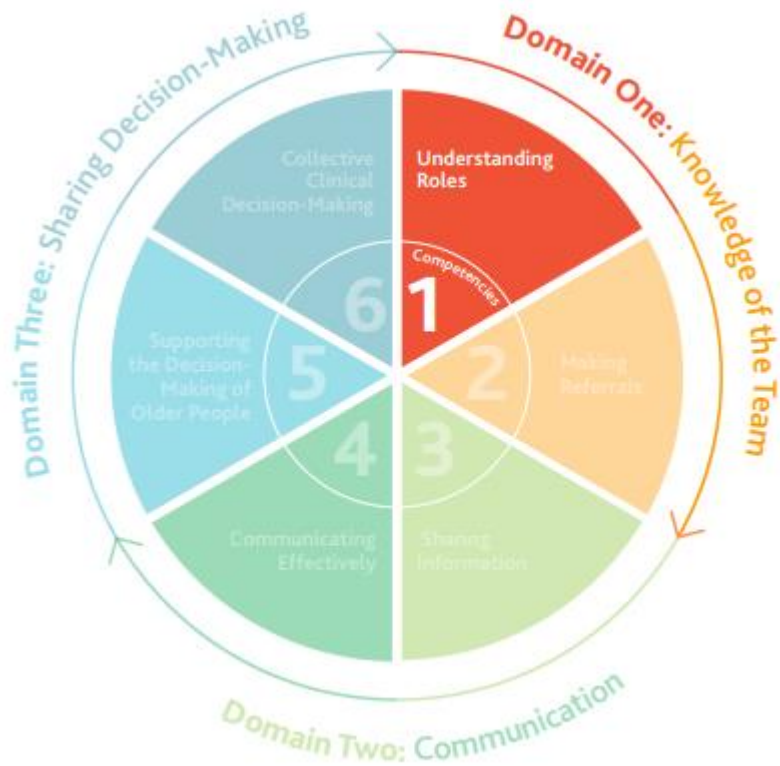 Domain One: Knowledge of the Team
Understanding
Roles
Competencies
1
Making
Referrals
2
Domain Two: Communication
Sharing
Information
3
Communicating
Effectively
4
Domain Three: Sharing Decision-Making
Supporting
the Decision-
Making of
Older People
5
Collective
Clinical
Decision-Making
6